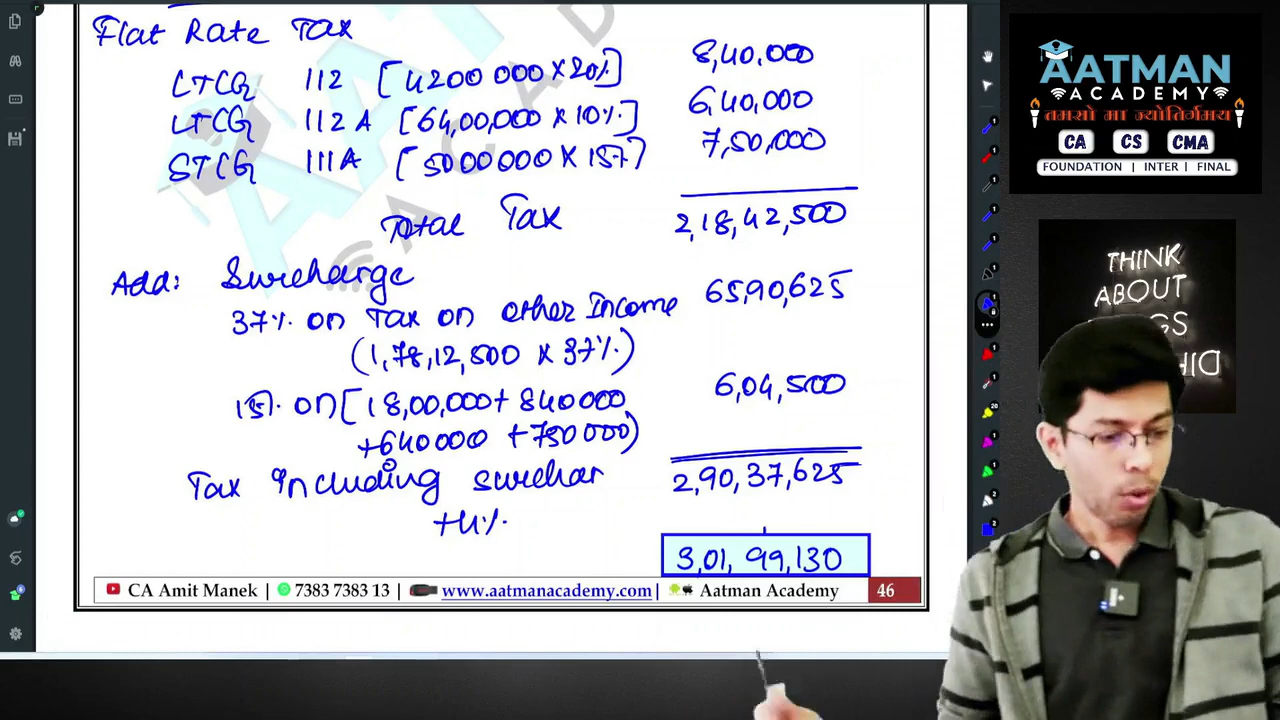 Flat Rate Tax
LTCG 112 [4200 000 × 20%] 8,40,000
LTCG 112 A [64,00,000 × 10%] 6,40,000
STCG 111A [5000000 × 15%] 7,50,000
Total Tax 2,18,42,500
Add: Surcharge
37% on Tax on other Income 65,90,625
(1,78,12,500 × 37%)
15% on [18,00,000 + 840000 6,04,500
+640000 + 750000)
Tax including surchar 2,90,37,625
+4%
3,01,99,130
CA Amit Manek | 7383 7383 13 | www.aatmanacademy.com | Aatman Academy 46
AATMAN
ACADEMY
तमसो मा ज्योतिर्गमय
CA CS CMA
FOUNDATION | INTER | FINAL
THINK
ABOUT